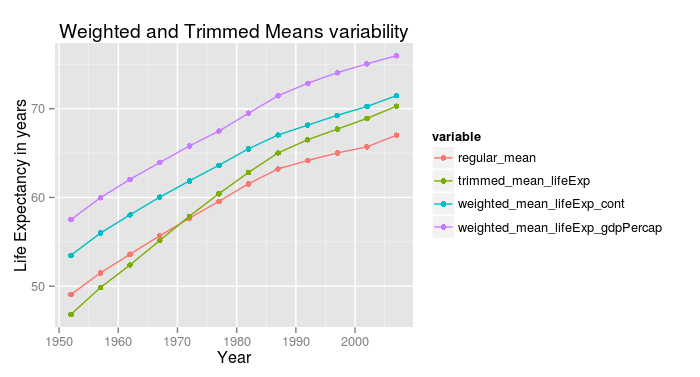 Weighted and Trimmed Means variability
Life Expectancy in years
70
60
50
1950 1960 1970 1980 1990 2000
Year
variable
regular_mean
trimmed_mean_lifeExp
weighted_mean_lifeExp_cont
weighted_mean_lifeExp_gdpPercap